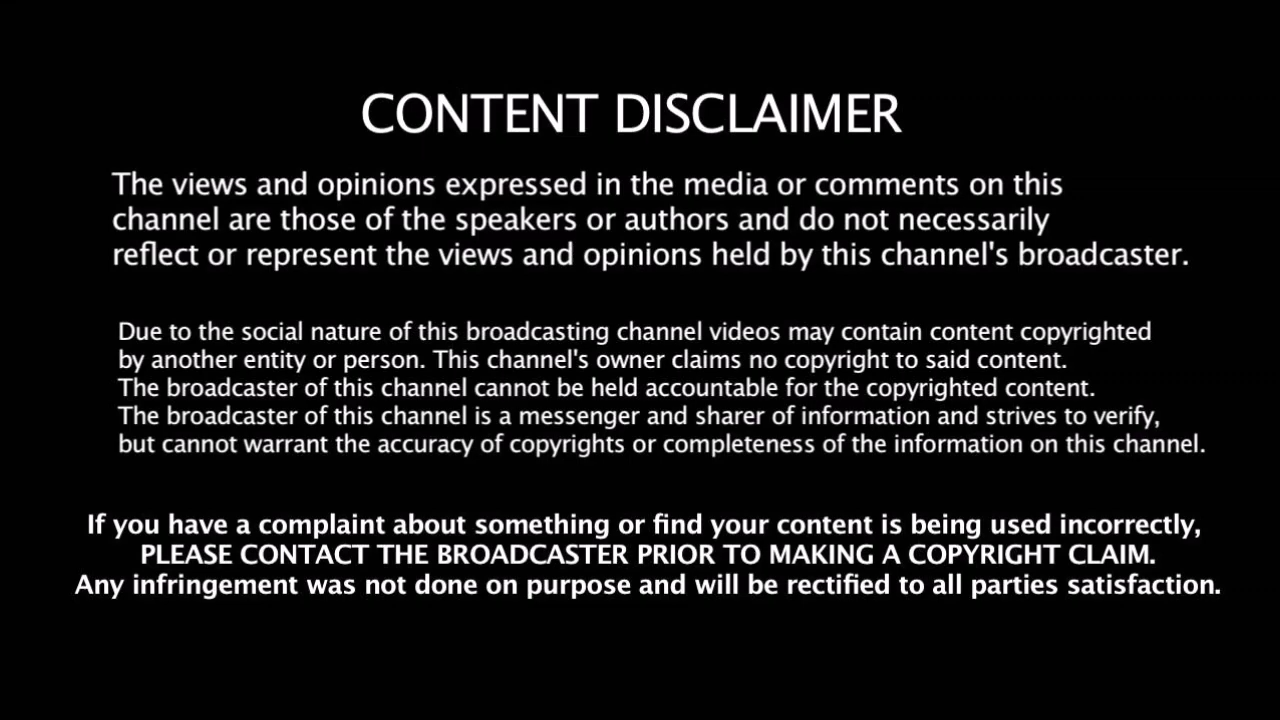 CONTENT DISCLAIMER
The views and opinions expressed in the media or comments on this
channel are those of the speakers or authors and do not necessarily
reflect or represent the views and opinions held by this channel's broadcaster.
Due to the social nature of this broadcasting channel videos may contain content copyrighted
by another entity or person. This channel's owner claims no copyright to said content.
The broadcaster of this channel cannot be held accountable for the copyrighted content.
The broadcaster of this channel is a messenger and sharer of information and strives to verify,
but cannot warrant the accuracy of copyrights or completeness of the information on this channel.
If you have a complaint about something or find your content is being used incorrectly,
PLEASE CONTACT THE BROADCASTER PRIOR TO MAKING A COPYRIGHT CLAIM.
Any infringement was not done on purpose and will be rectified to all parties satisfaction.